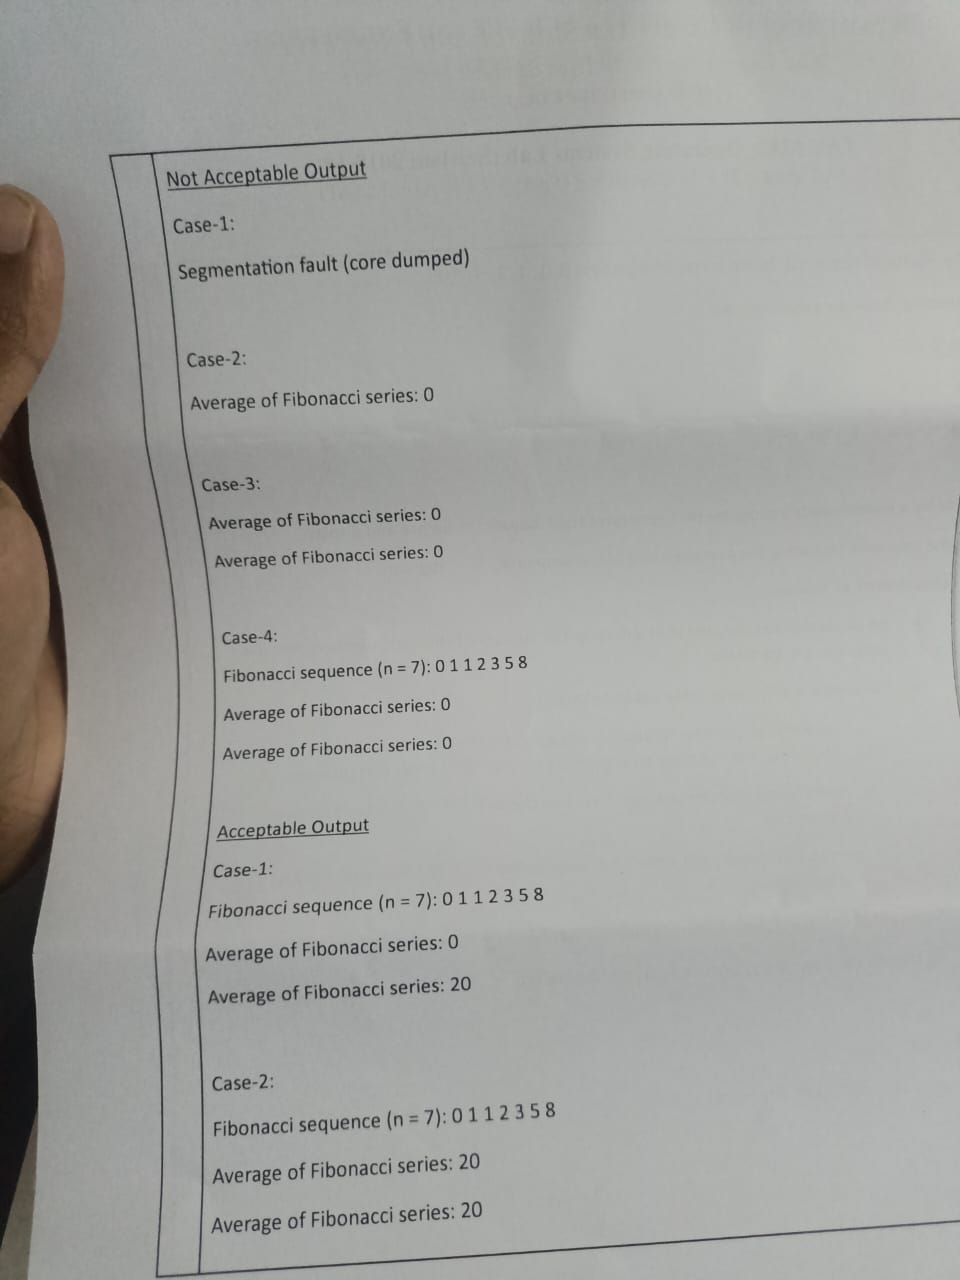 Not Acceptable Output
Case-1:
Segmentation fault (core dumped)
Case-2:
Average of Fibonacci series: 0
Case-3:
Average of Fibonacci series: 0
Average of Fibonacci series: 0
Case-4:
Fibonacci sequence (n = 7): 0 1 1 2 3 5 8
Average of Fibonacci series: 0
Average of Fibonacci series: 0
Acceptable Output
Case-1:
Fibonacci sequence (n = 7): 0 1 1 2 3 5 8
Average of Fibonacci series: 0
Average of Fibonacci series: 20
Case-2:
Fibonacci sequence (n = 7): 0 1 1 2 3 5 8
Average of Fibonacci series: 20
Average of Fibonacci series: 20